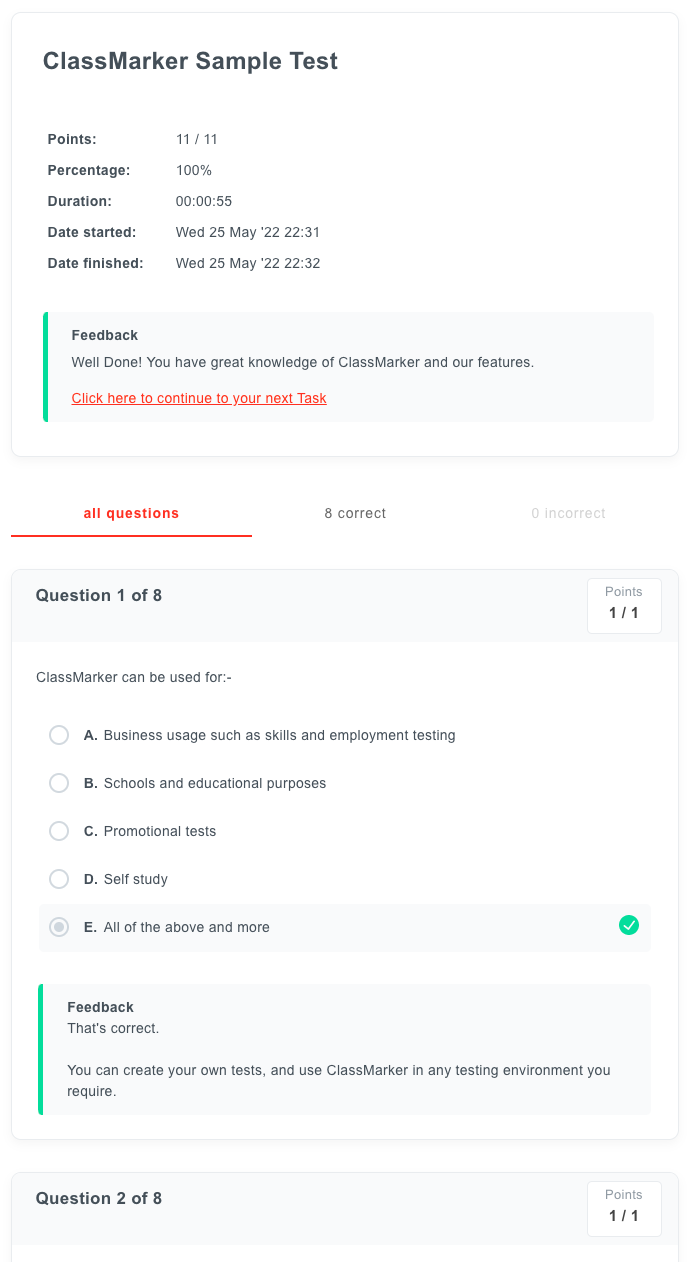 ClassMarker Sample Test
Points: 11 / 11
Percentage: 100%
Duration: 00:00:55
Date started: Wed 25 May '22 22:31
Date finished: Wed 25 May '22 22:32
Feedback
Well Done! You have great knowledge of ClassMarker and our features.
Click here to continue to your next Task
all questions 8 correct 0 incorrect
Question 1 of 8
Points
1 / 1
ClassMarker can be used for:-
A. Business usage such as skills and employment testing
B. Schools and educational purposes
C. Promotional tests
D. Self study
E. All of the above and more
Feedback
That's correct.
You can create your own tests, and use ClassMarker in any testing environment you
require.
Question 2 of 8
Points
1 / 1